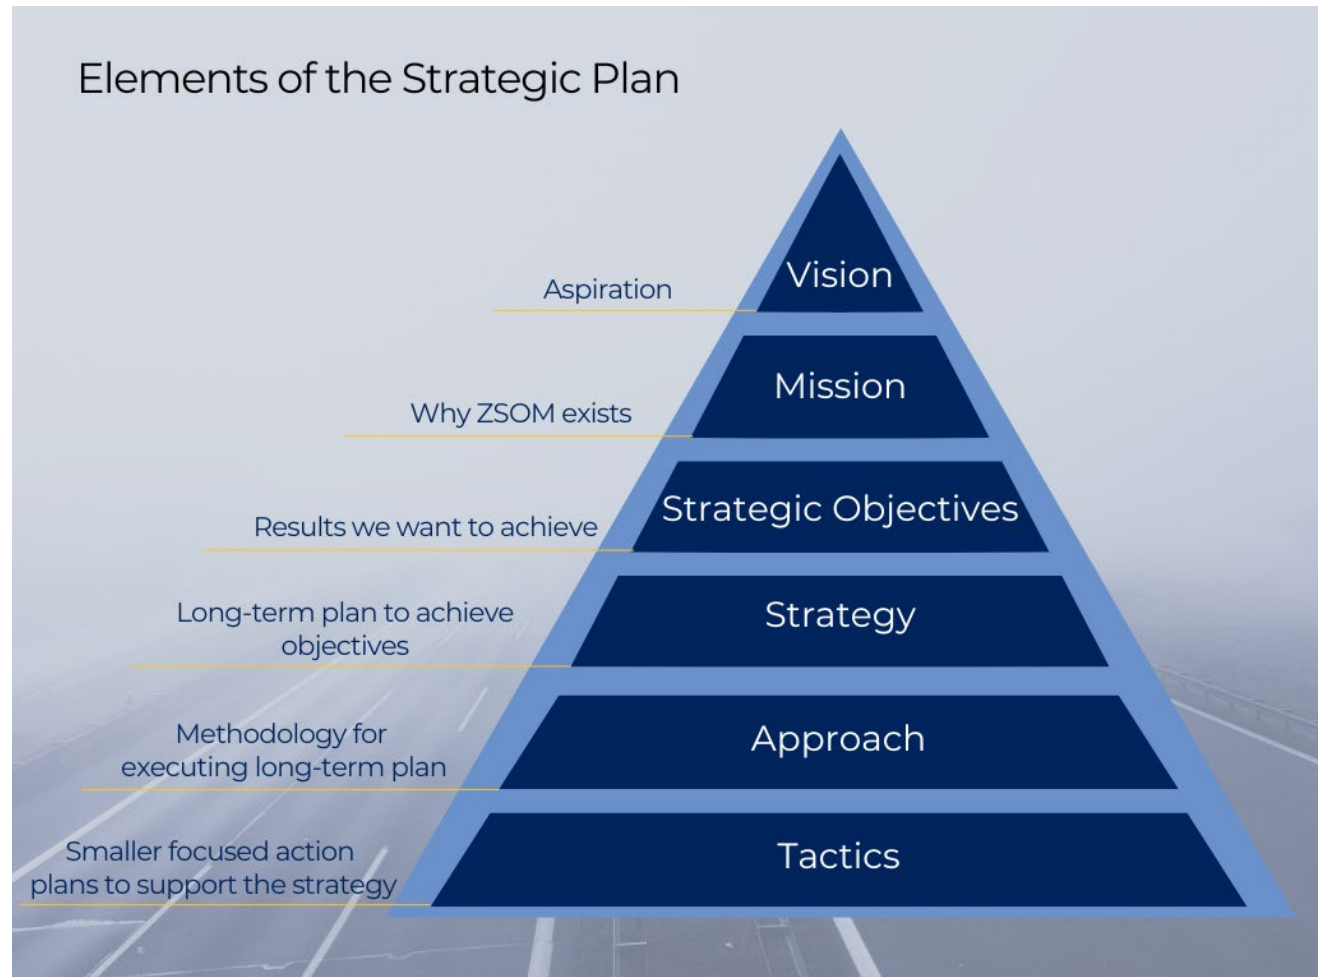 Elements of the Strategic Plan
Vision
Aspiration
Mission
Why ZSOM exists
Strategic Objectives
Results we want to achieve
Strategy
Long-term plan to achieve
objectives
Approach
Methodology for
executing long-term plan
Tactics
Smaller focused action
plans to support the strategy